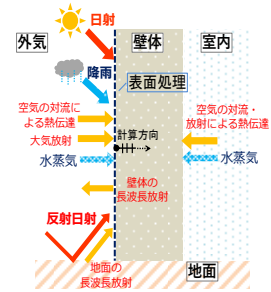 日射
外気
壁体
室内
降雨
表面処理
空気の対流に
よる熱伝達
大気放射
水蒸気
計算方向
空気の対流・
放射による熱伝達
水蒸気
壁体の
長波長放射
反射日射
地面の
長波長放射
地面